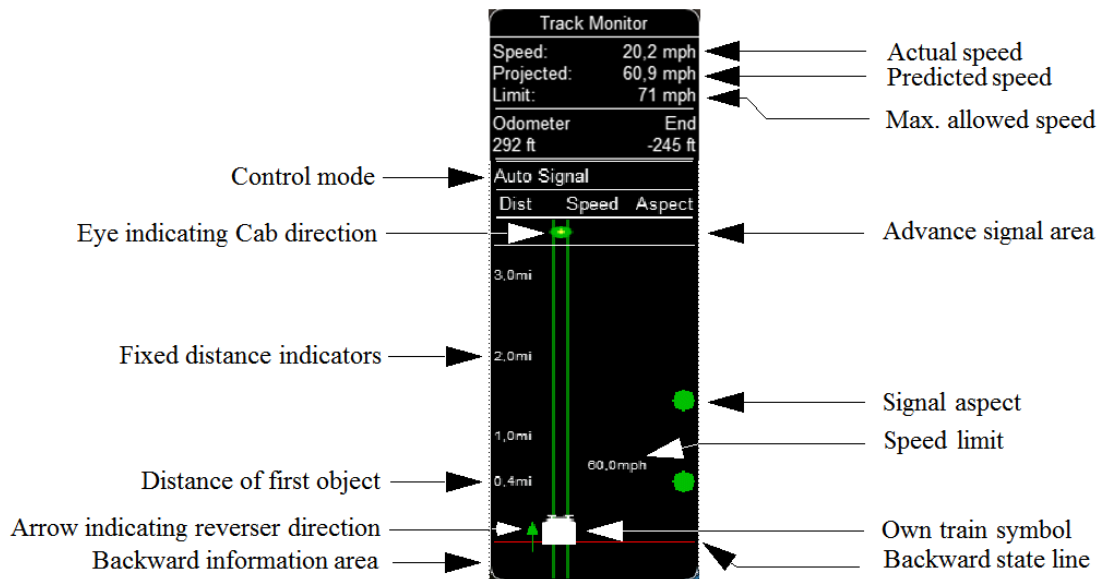 Track Monitor
Speed: 20,2 mph
Actual speed
Projected: 60,9 mph
Predicted speed
Limit: 71 mph
Max. allowed speed
Odometer End
292 ft -245 ft
Control mode
Auto Signal
Dist Speed Aspect
Eye indicating Cab direction
Advance signal area
3,0mi
Fixed distance indicators
2,0mi
Signal aspect
1,0mi
Speed limit
60,0mph
Distance of first object
0,4mi
Arrow indicating reverser direction
Own train symbol
Backward information area
Backward state line